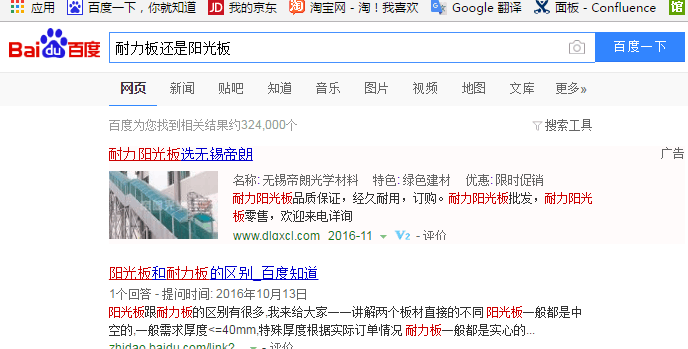 应用 百度一下，你就知道 JD 我的京东 淘 淘宝网 - 淘！我喜欢 Google 翻译 面板 - Confluence 馆
Bai du 百度 耐力板还是阳光板 百度一下
网页 新闻 贴吧 知道 音乐 图片 视频 地图 文库 更多»
百度为您找到相关结果约324,000个 搜索工具
耐力阳光板选无锡帝朗 广告
名称: 无锡帝朗光学材料 特色: 绿色建材 优惠: 限时促销
耐力阳光板品质保证，经久耐用，订购。耐力阳光板批发，耐力阳光
板零售，欢迎来电详询
www.dlgxcl.com 2016-11 V2 - 评价
阳光板和耐力板的区别_百度知道
1个回答 - 提问时间: 2016年10月13日
阳光板跟耐力板的区别有很多,我来给大家一一讲解两个板材直接的不同 阳光板一般都是中
空的,一般需求厚度<=40mm,特殊厚度根据实际订单情况 耐力板一般都是实心的...
zhidao.baidu.com/link?... - 评价